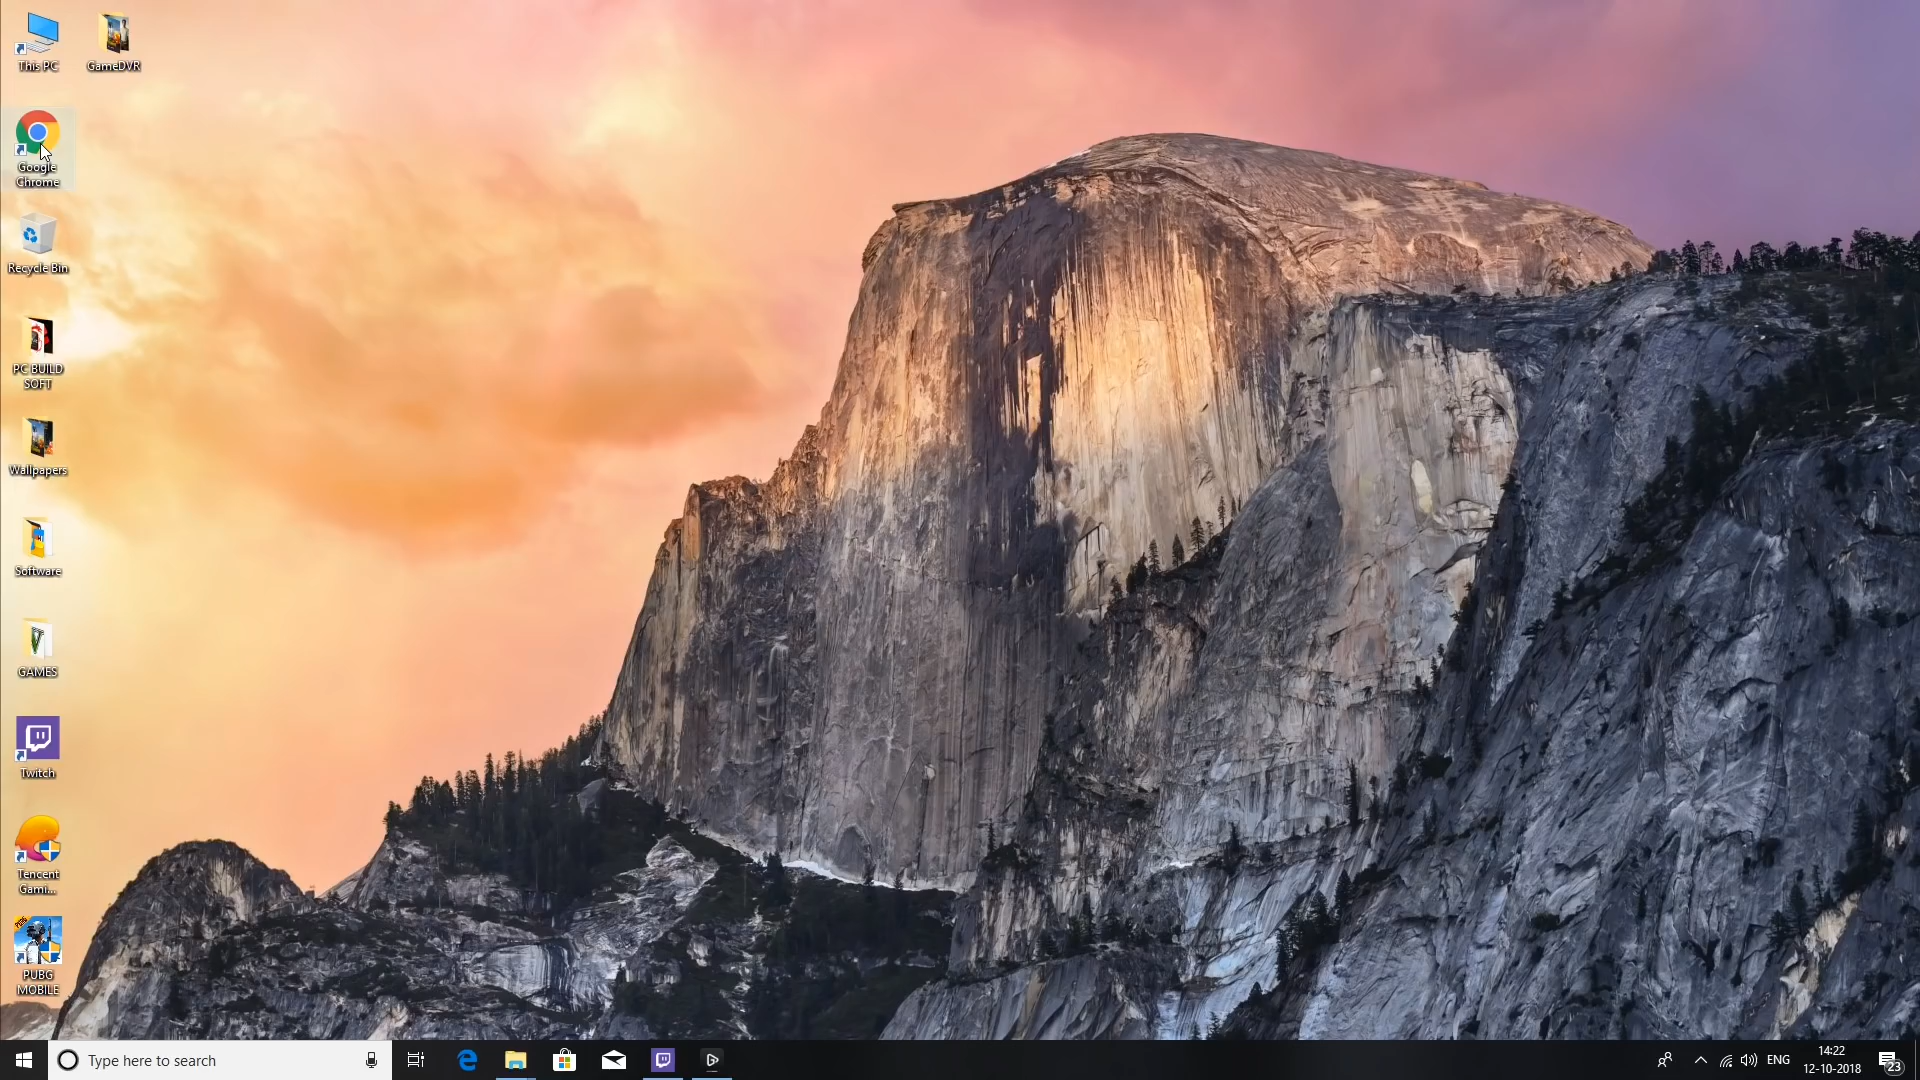 This PC
GameDVR
Google
Chrome
Recycle Bin
PC BUILD
SOFT
Wallpapers
Software
GAMES
Twitch
Tencent
Gami...
PUBG
MOBILE
Type here to search
ENG
14:22
12-10-2018
23